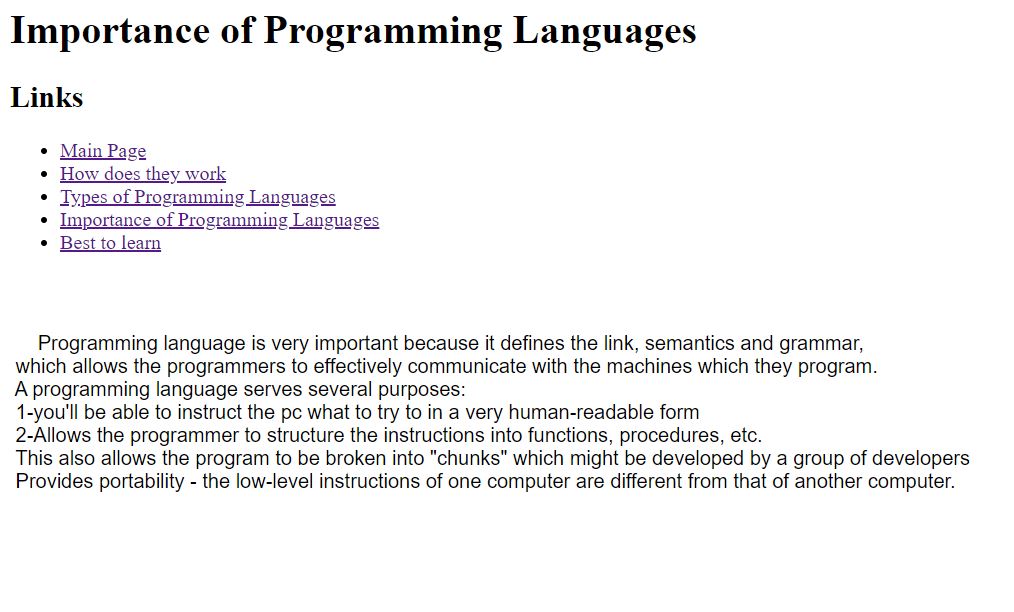 Importance of Programming Languages
Links
Main Page
How does they work
Types of Programming Languages
Importance of Programming Languages
Best to learn
Programming language is very important because it defines the link, semantics and grammar,
which allows the programmers to effectively communicate with the machines which they program.
A programming language serves several purposes:
1-you'll be able to instruct the pc what to try to in a very human-readable form
2-Allows the programmer to structure the instructions into functions, procedures, etc.
This also allows the program to be broken into "chunks" which might be developed by a group of developers
Provides portability - the low-level instructions of one computer are different from that of another computer.